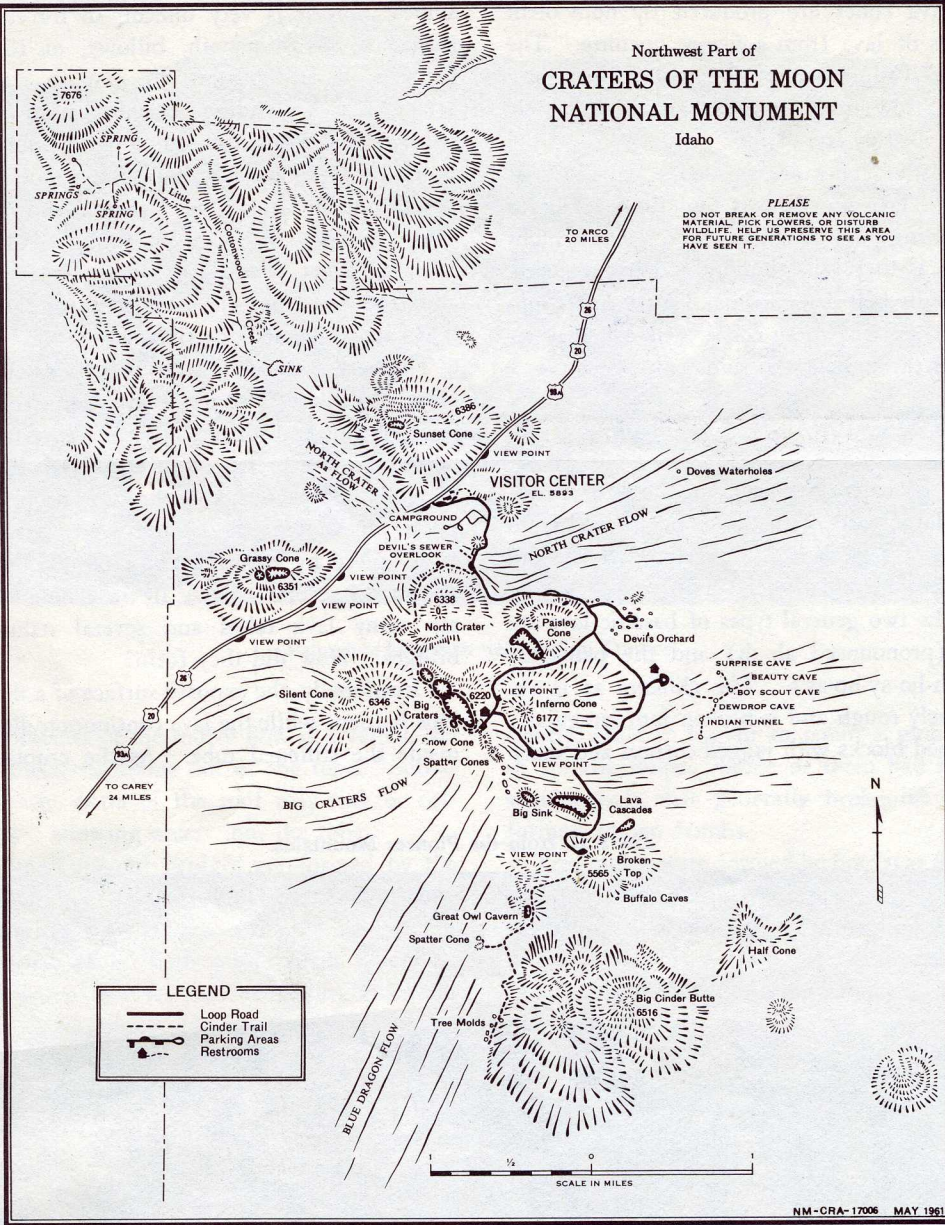 Northwest Part of
CRATERS OF THE MOON
NATIONAL MONUMENT
Idaho
PLEASE
DO NOT BREAK OR REMOVE ANY VOLCANIC
MATERIAL, PICK FLOWERS, OR DISTURB
WILDLIFE. HELP US PRESERVE THIS AREA
FOR FUTURE GENERATIONS TO SEE AS YOU
HAVE SEEN IT.
7676
SPRING
SPRINGS
SPRING
Little
Cottonwood
Creek
SINK
TO ARCO
20 MILES
26
20
93A
6386
Sunset Cone
VIEW POINT
NORTH CRATER
Aa FLOW
VISITOR CENTER
EL. 5893
Doves Waterholes
CAMPGROUND
NORTH CRATER FLOW
DEVIL'S SEWER
OVERLOOK
Grassy Cone
6351
VIEW POINT
VIEW POINT
VIEW POINT
6338
North Crater
Paisley
Cone
Devils Orchard
SURPRISE CAVE
BEAUTY CAVE
BOY SCOUT CAVE
DEWDROP CAVE
INDIAN TUNNEL
26
20
93A
TO CAREY
24 MILES
Silent Cone
6346
Big
Craters
6220
VIEW POINT
Inferno Cone
6177
now Cone
Spatter Cones
VIEW POINT
BIG CRATERS FLOW
Big Sink
Lava
Cascades
VIEW POINT
5565
Broken
Top
Buffalo Caves
Great Owl Cavern
Spatter Cone
Half Cone
Big Cinder Butte
6516
Tree Molds
BLUE DRAGON FLOW
N
LEGEND
Loop Road
Cinder Trail
Parking Areas
Restrooms
1/2
0
1
SCALE IN MILES
NM-CRA-17006 MAY 1961